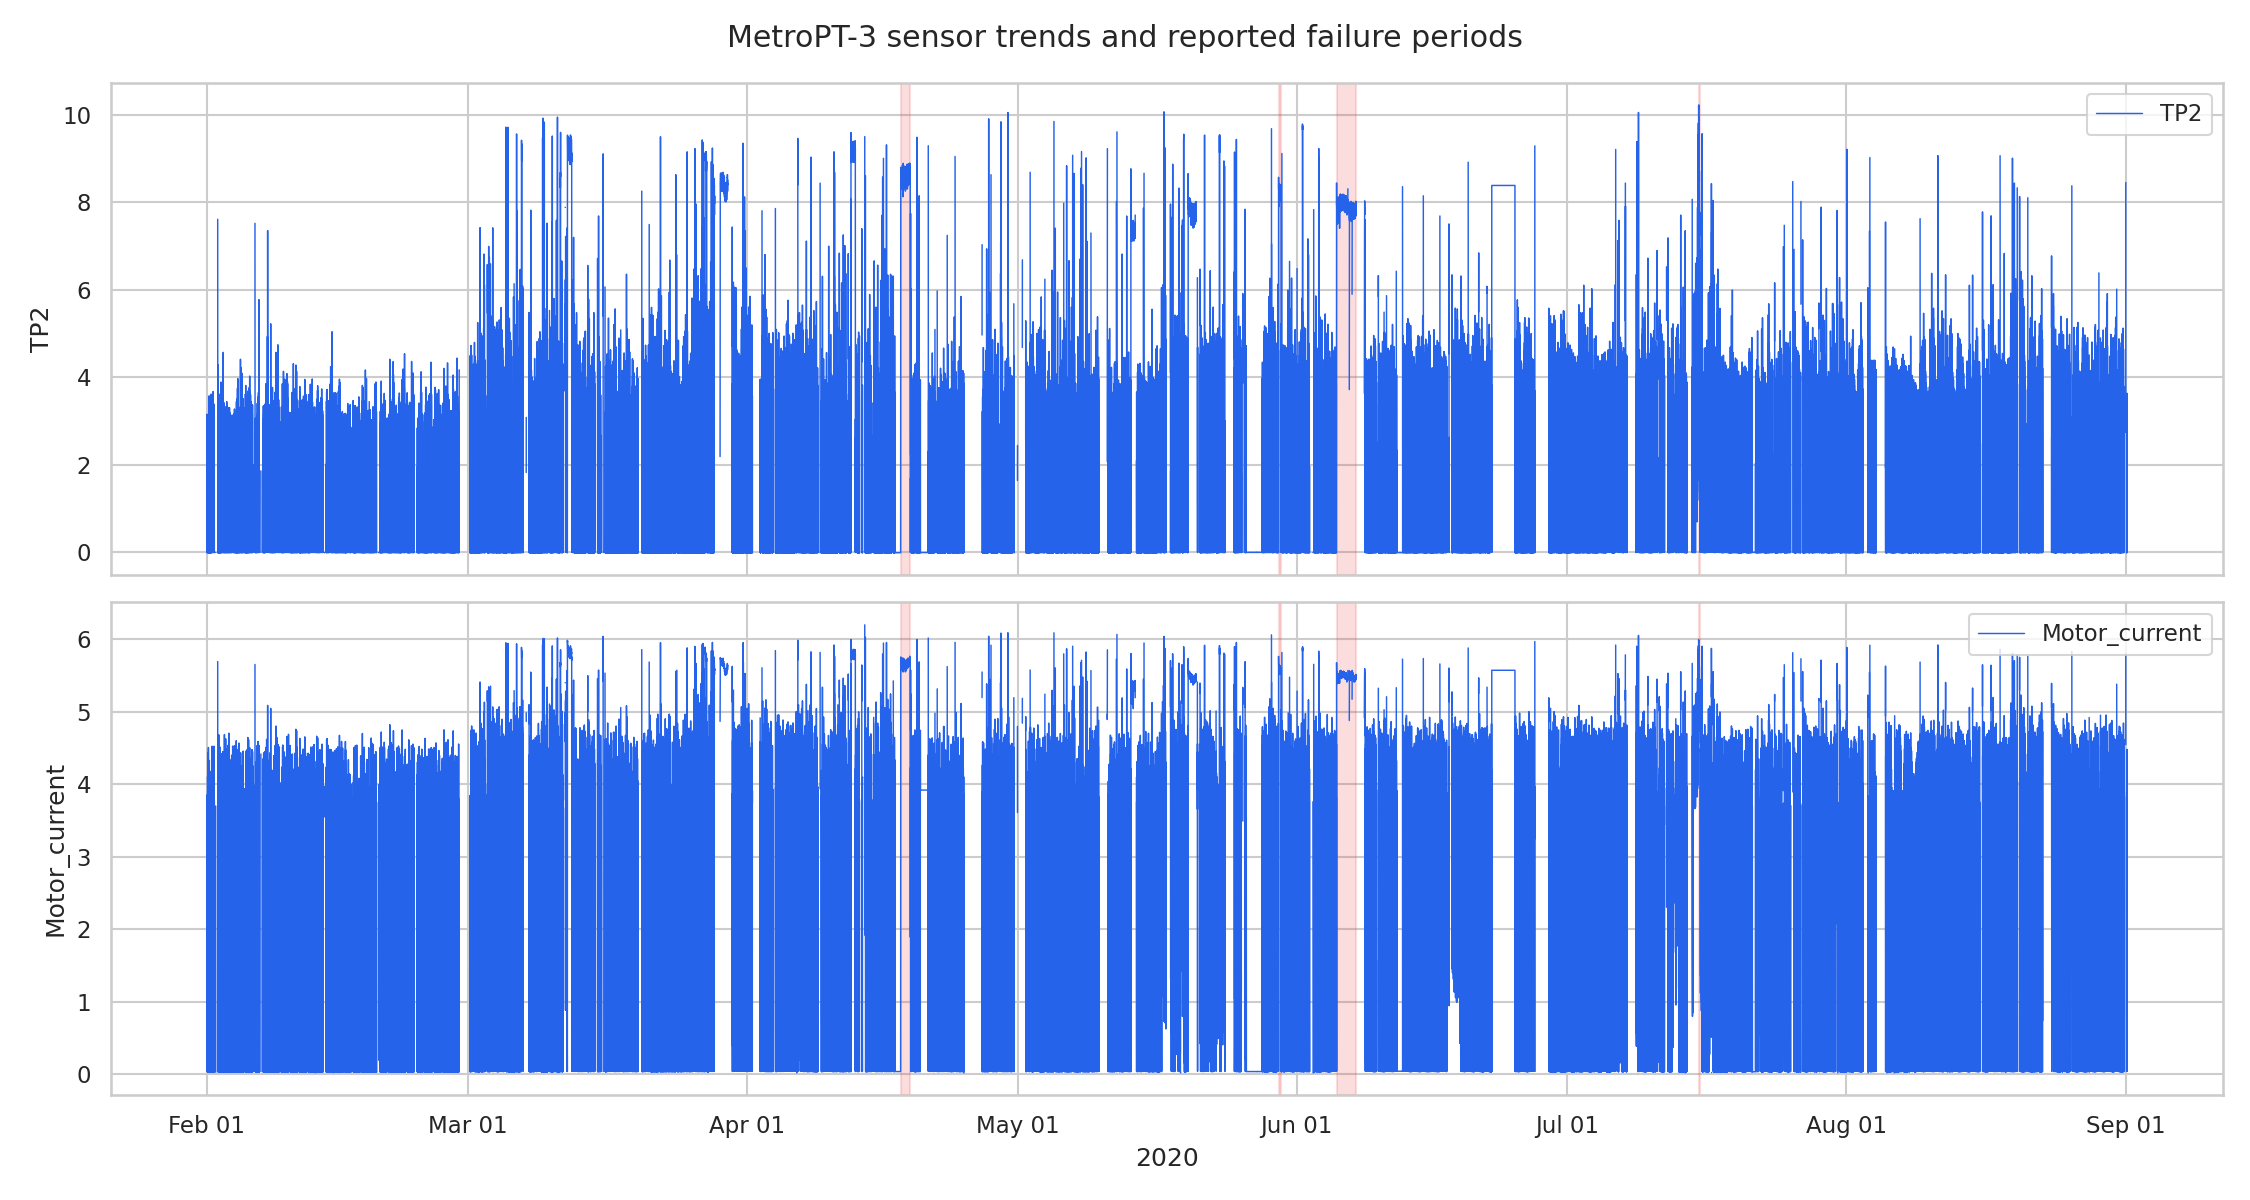 MetroPT-3 sensor trends and reported failure periods
TP2
10
8
6
4
2
0
TP2
Motor_current
6
5
4
3
2
1
0
Motor_current
Feb 01
Mar 01
Apr 01
May 01
Jun 01
Jul 01
Aug 01
Sep 01
2020